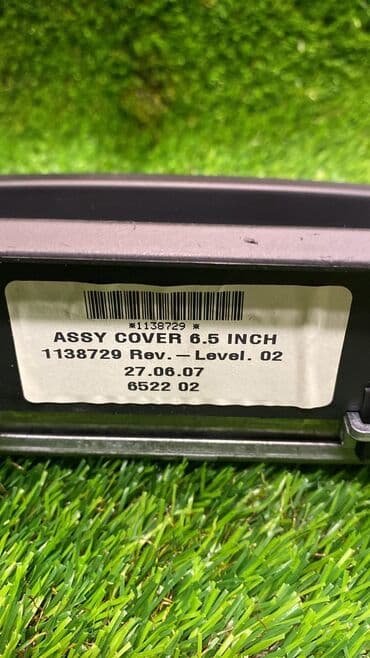 *1138729 *
ASSY COVER 6.5 INCH
1138729 Rev.-Level. 02
27.06.07
6522 02